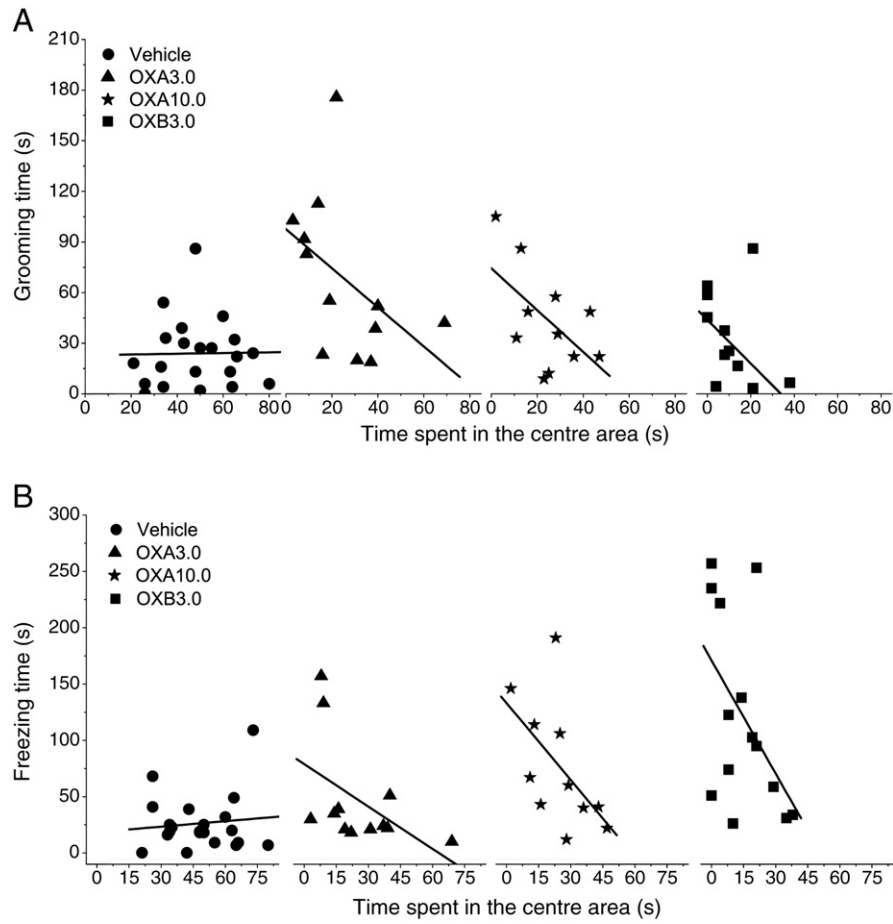 A
Grooming time (s)
210
180
150
120
90
60
30
0
Vehicle
OXA3.0
OXA10.0
OXB3.0
0 20 40 60 80 0 20 40 60 80 0 20 40 60 80 0 20 40 60 80
Time spent in the centre area (s)
B
Freezing time (s)
300
250
200
150
100
50
0
Vehicle
OXA3.0
OXA10.0
OXB3.0
0 15 30 45 60 75 0 15 30 45 60 75 0 15 30 45 60 75 0 15 30 45 60 75
Time spent in the centre area (s)